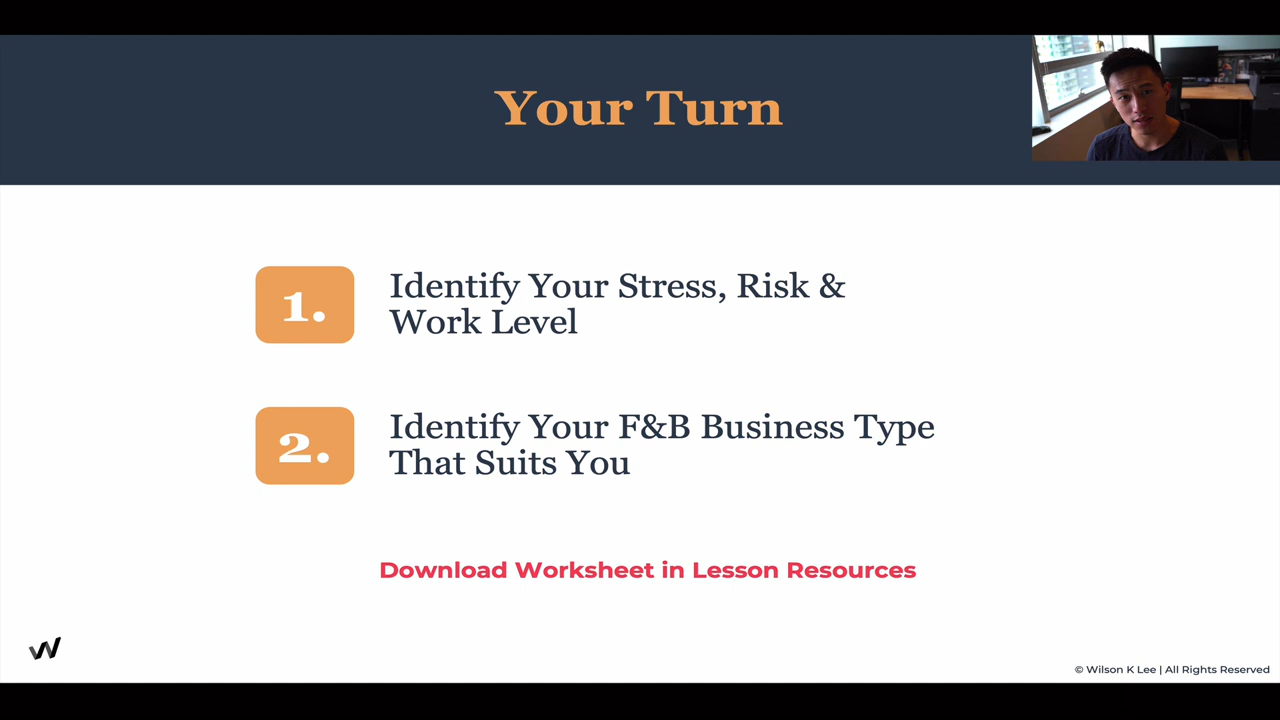 Your Turn
1.
Identify Your Stress, Risk &
Work Level
2.
Identify Your F&B Business Type
That Suits You
Download Worksheet in Lesson Resources
W
© Wilson K Lee | All Rights Reserved